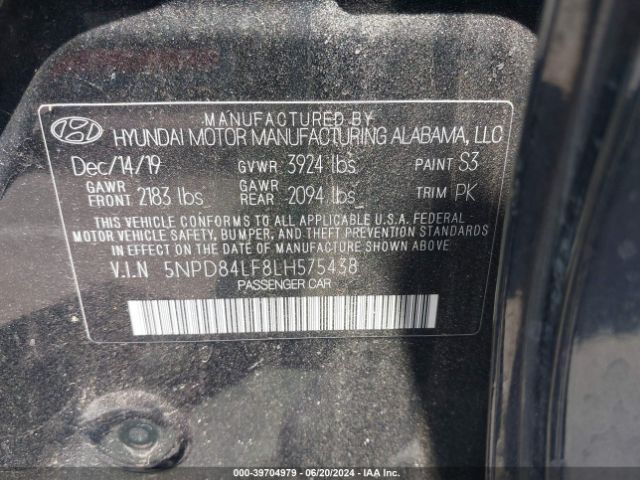 MANUFACTURED BY
HYUNDAI MOTOR MANUFACTURING ALABAMA, LLC
Dec/14/19 GVWR 3924 lbs. PAINT S3
GAWR FRONT 2183 lbs GAWR REAR 2094 lbs. TRIM PK
THIS VEHICLE CONFORMS TO ALL APPLICABLE U.S.A. FEDERAL
MOTOR VEHICLE SAFETY, BUMPER, AND THEFT PREVENTION STANDARDS
IN EFFECT ON THE DATE OF MANUFACTURE SHOWN ABOVE.
V.I.N 5NPD84LF8LH575438
PASSENGER CAR
000-39704979 - 06/20/2024 - IAA Inc.